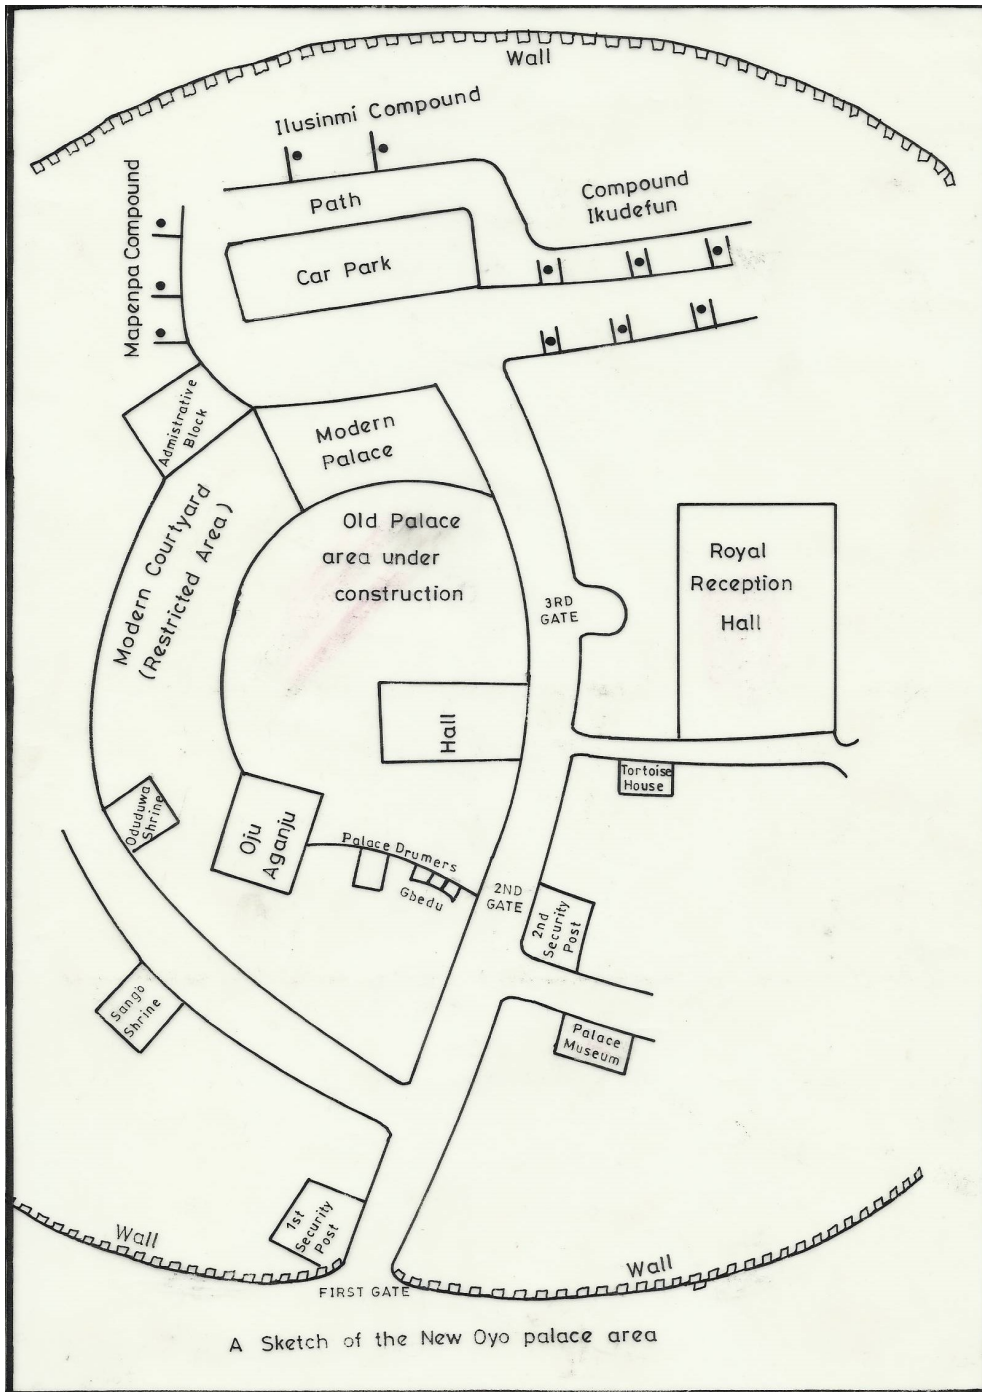 Wall
Ilusinmi Compound
Mapenpa Compound
Path
Compound
Ikudefun
Car Park
Admistrative
Block
Modern
Palace
Modern Courtyard
(Restricted Area)
Old Palace
area under
construction
Royal
Reception
Hall
3RD
GATE
Hall
Tortoise
House
Oduduwa
Shrine
Oju
Aganju
Palace Drumers
Gbedu
2ND
GATE
2nd
Security
Post
Sango
Shrine
Palace
Museum
1st
Security
Post
Wall
Wall
FIRST GATE
A Sketch of the New Oyo palace area